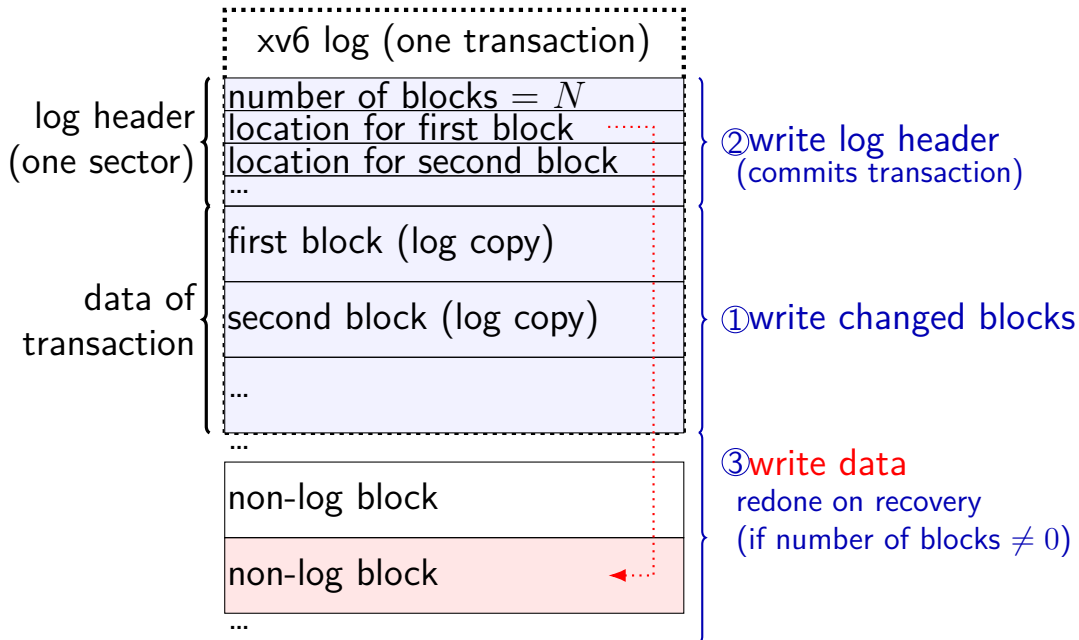 xv6 log (one transaction)
log header
(one sector)
number of blocks = N
location for first block
location for second block
...
②write log header
(commits transaction)
data of
transaction
first block (log copy)
second block (log copy)
...
①write changed blocks
...
non-log block
non-log block
...
③write data
redone on recovery
(if number of blocks ≠ 0)